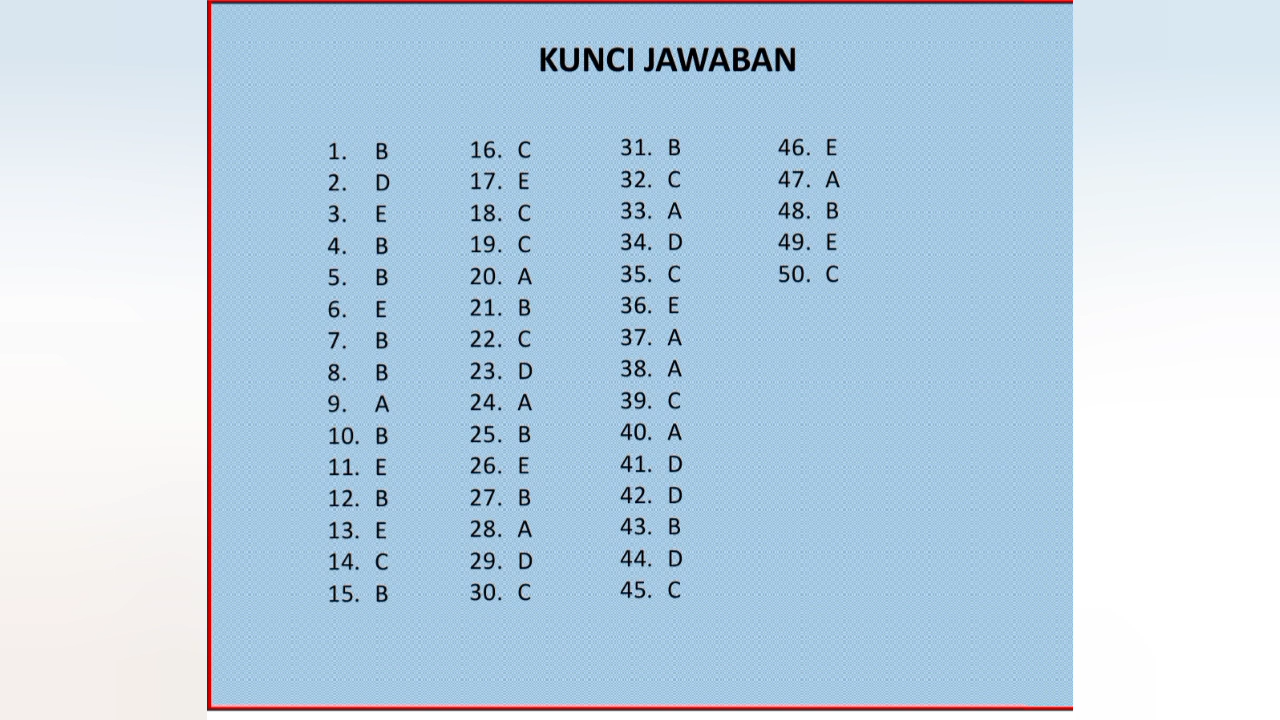 KUNCI JAWABAN
1. B
2. D
3. E
4. B
5. B
6. E
7. B
8. B
9. A
10. B
11. E
12. B
13. E
14. C
15. B
16. C
17. E
18. C
19. C
20. A
21. B
22. C
23. D
24. A
25. B
26. E
27. B
28. A
29. D
30. C
31. B
32. C
33. A
34. D
35. C
36. E
37. A
38. A
39. C
40. A
41. D
42. D
43. B
44. D
45. C
46. E
47. A
48. B
49. E
50. C